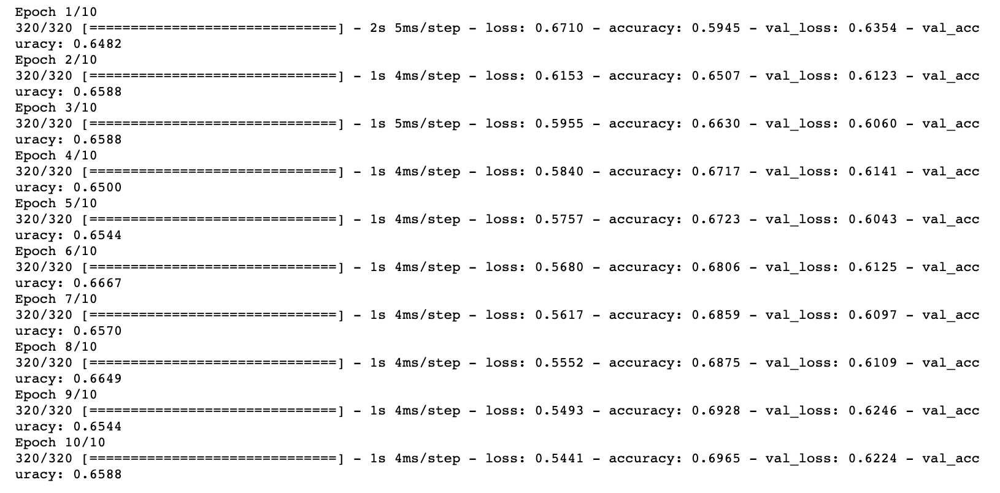 Epoch 1/10
320/320 [==============================] - 2s 5ms/step - loss: 0.6710 - accuracy: 0.5945 - val_loss: 0.6354 - val_acc
uracy: 0.6482
Epoch 2/10
320/320 [==============================] - 1s 4ms/step - loss: 0.6153 - accuracy: 0.6507 - val_loss: 0.6123 - val_acc
uracy: 0.6588
Epoch 3/10
320/320 [==============================] - 1s 5ms/step - loss: 0.5955 - accuracy: 0.6630 - val_loss: 0.6060 - val_acc
uracy: 0.6588
Epoch 4/10
320/320 [==============================] - 1s 4ms/step - loss: 0.5840 - accuracy: 0.6717 - val_loss: 0.6141 - val_acc
uracy: 0.6500
Epoch 5/10
320/320 [==============================] - 1s 4ms/step - loss: 0.5757 - accuracy: 0.6723 - val_loss: 0.6043 - val_acc
uracy: 0.6544
Epoch 6/10
320/320 [==============================] - 1s 4ms/step - loss: 0.5680 - accuracy: 0.6806 - val_loss: 0.6125 - val_acc
uracy: 0.6667
Epoch 7/10
320/320 [==============================] - 1s 4ms/step - loss: 0.5617 - accuracy: 0.6859 - val_loss: 0.6097 - val_acc
uracy: 0.6570
Epoch 8/10
320/320 [==============================] - 1s 4ms/step - loss: 0.5552 - accuracy: 0.6875 - val_loss: 0.6109 - val_acc
uracy: 0.6649
Epoch 9/10
320/320 [==============================] - 1s 4ms/step - loss: 0.5493 - accuracy: 0.6928 - val_loss: 0.6246 - val_acc
uracy: 0.6544
Epoch 10/10
320/320 [==============================] - 1s 4ms/step - loss: 0.5441 - accuracy: 0.6965 - val_loss: 0.6224 - val_acc
uracy: 0.6588